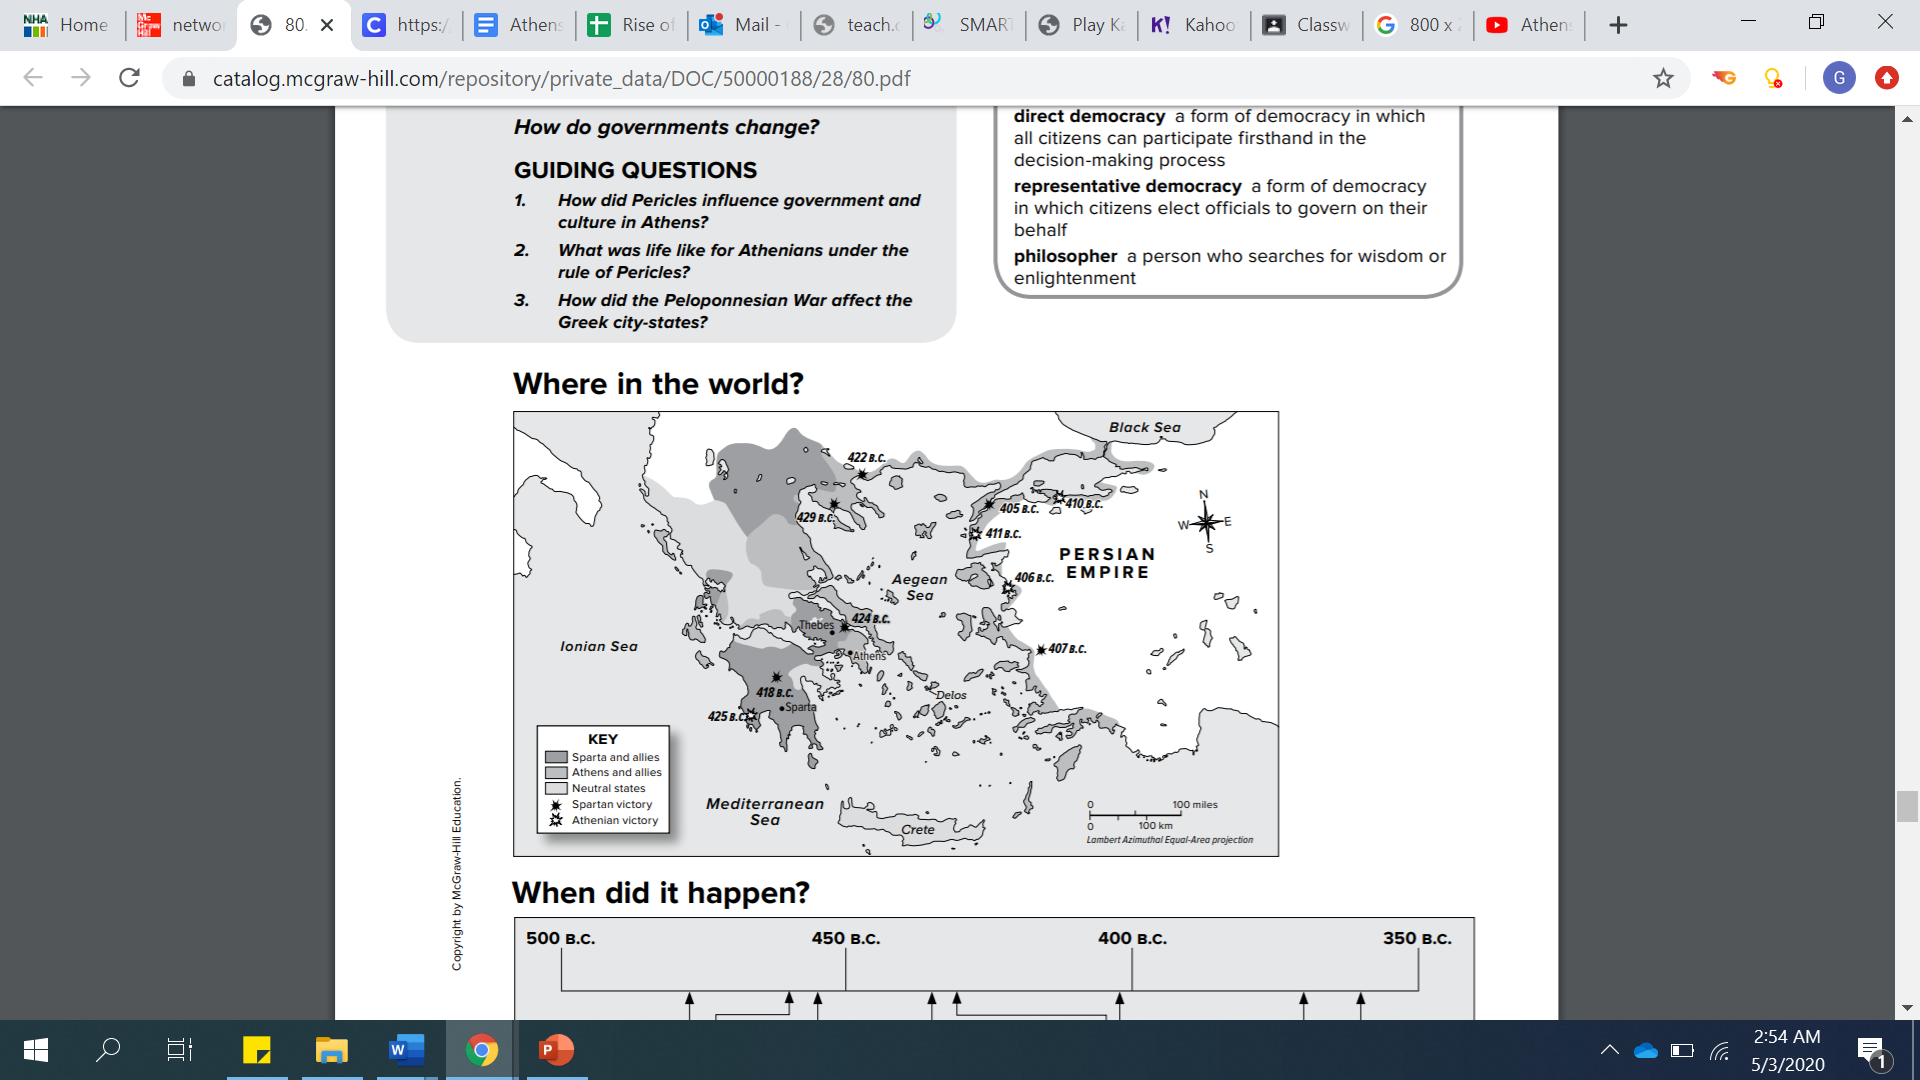 Home
networ
80.
https:/
Athens
Rise of
Mail -
teach.c
SMART
Play Ka
Kahoo
Classw
800 x 2
Athens
catalog.mcgraw-hill.com/repository/private_data/DOC/50000188/28/80.pdf
G
How do governments change?
GUIDING QUESTIONS
1. How did Pericles influence government and
culture in Athens?
2. What was life like for Athenians under the
rule of Pericles?
3. How did the Peloponnesian War affect the
Greek city-states?
direct democracy a form of democracy in which
all citizens can participate firsthand in the
decision-making process
representative democracy a form of democracy
in which citizens elect officials to govern on their
behalf
philosopher a person who searches for wisdom or
enlightenment
Where in the world?
Black Sea
422 B.C.
429 B.C.
405 B.C.
410 B.C.
411 B.C.
N
W
E
S
PERSIAN
EMPIRE
Aegean
Sea
406 B.C.
424 B.C.
Thebes
Ionian Sea
Athens
407 B.C.
418 B.C.
Delos
Sparta
425 B.C.
KEY
Sparta and allies
Athens and allies
Neutral states
Spartan victory
Athenian victory
Mediterranean
Sea
Crete
0 100 miles
0 100 km
Lambert Azimuthal Equal-Area projection
Copyright by McGraw-Hill Education.
When did it happen?
500 B.C.
450 B.C.
400 B.C.
350 B.C.
2:54 AM
5/3/2020
1